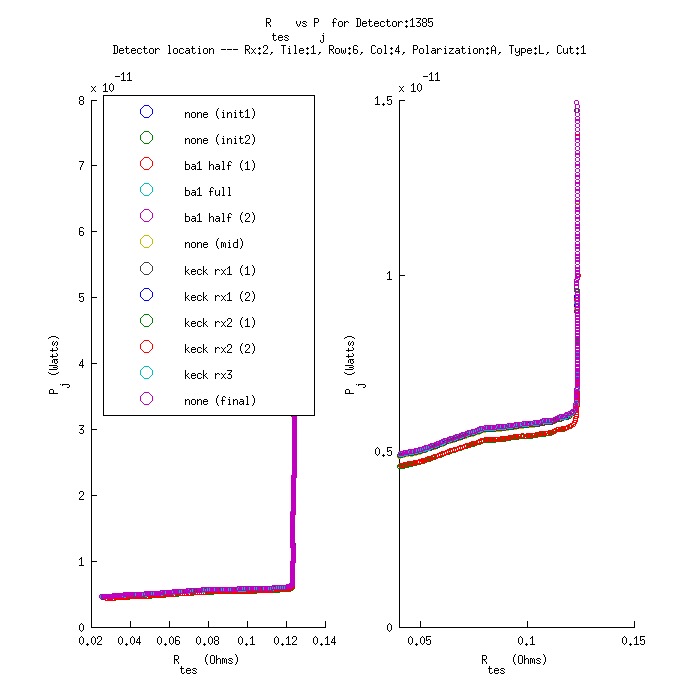 R tes vs P j for Detector:1385
Detector location --- Rx:2, Tile:1, Row:6, Col:4, Polarization:A, Type:L, Cut:1
x 10^-11
8
7
6
5
4
3
2
1
0
0.02 0.04 0.06 0.08 0.1 0.12 0.14
R tes (Ohms)
P j (Watts)
none (init1)
none (init2)
ba1 half (1)
ba1 full
ba1 half (2)
none (mid)
keck rx1 (1)
keck rx1 (2)
keck rx2 (1)
keck rx2 (2)
keck rx3
none (final)
x 10^-11
1.5
1
0.5
0
0.05 0.1 0.15
R tes (Ohms)
P j (Watts)